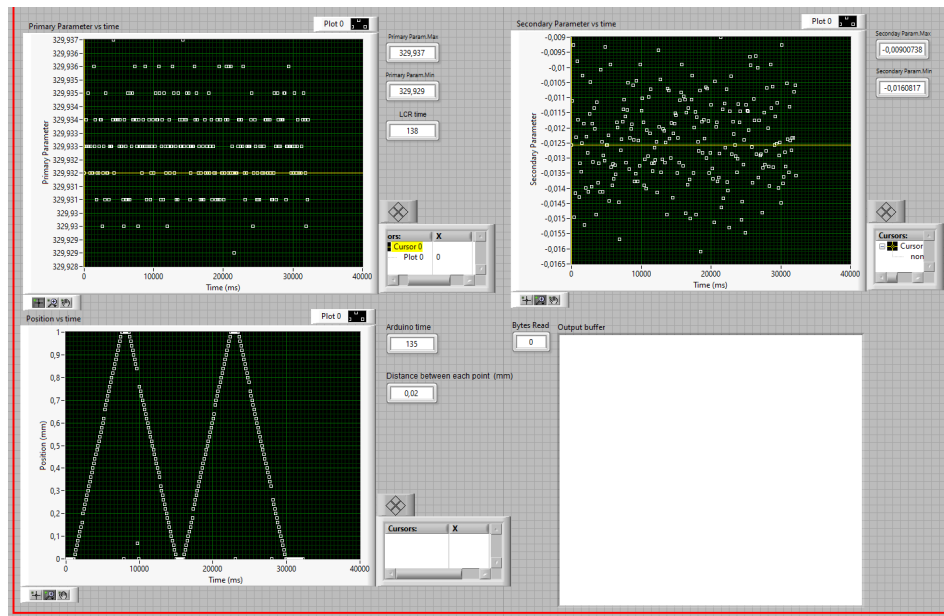 Primary Parameter vs time
Plot 0
329,937
329,936
329,935
329,934
329,933
329,932
329,931
329,93
329,929
329,928
Primary Parameter
0
10000
20000
30000
40000
Time (ms)
Primary Param.Max
329,937
Primary Param.Min
329,929
LCR time
138
ors:
X
Cursor 0
Plot 0
0
Secondary Parameter vs time
Plot 0
-0,009
-0,0095
-0,01
-0,0105
-0,011
-0,0115
-0,012
-0,0125
-0,013
-0,0135
-0,014
-0,0145
-0,015
-0,0155
-0,016
-0,0165
Secondary Parameter
0
10000
20000
30000
40000
Time (ms)
Seconday Param.Max
-0,00900738
Secondary Param.Min
-0,0160817
Cursors:
Cursor
non
Position vs time
Plot 0
1
0,9
0,8
0,7
0,6
0,5
0,4
0,3
0,2
0,1
0
Position (mm)
0
10000
20000
30000
40000
Time (ms)
Arduino time
135
Distance between each point (mm)
0,02
Cursors:
X
Bytes Read
0
Output buffer